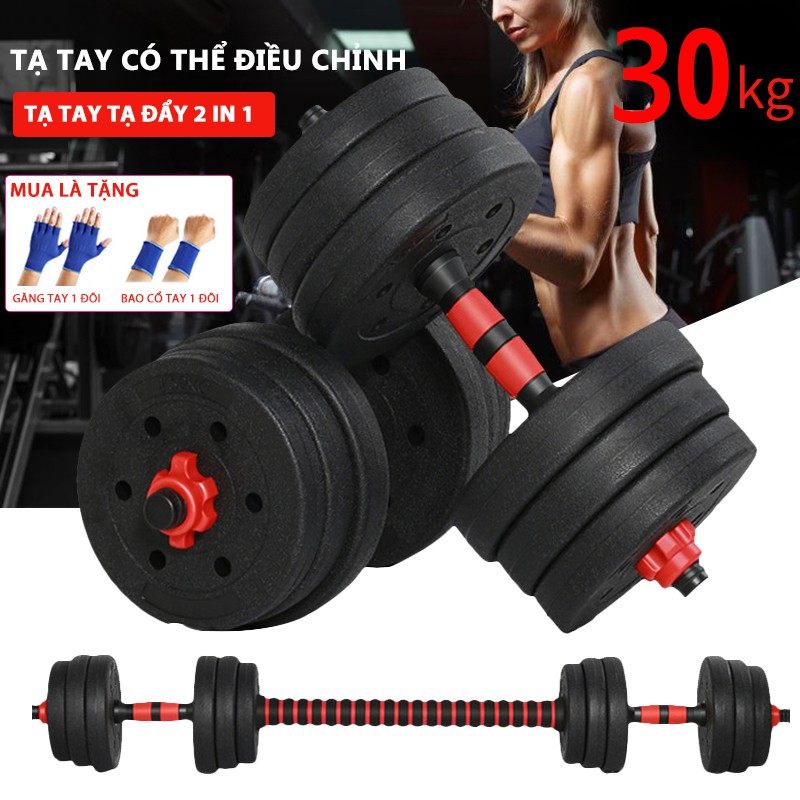 TẠ TAY CÓ THỂ ĐIỀU CHỈNH
30kg
TẠ TAY TẠ ĐẨY 2 IN 1
MUA LÀ TẶNG
GĂNG TAY 1 ĐÔI
BAO CỔ TAY 1 ĐÔI